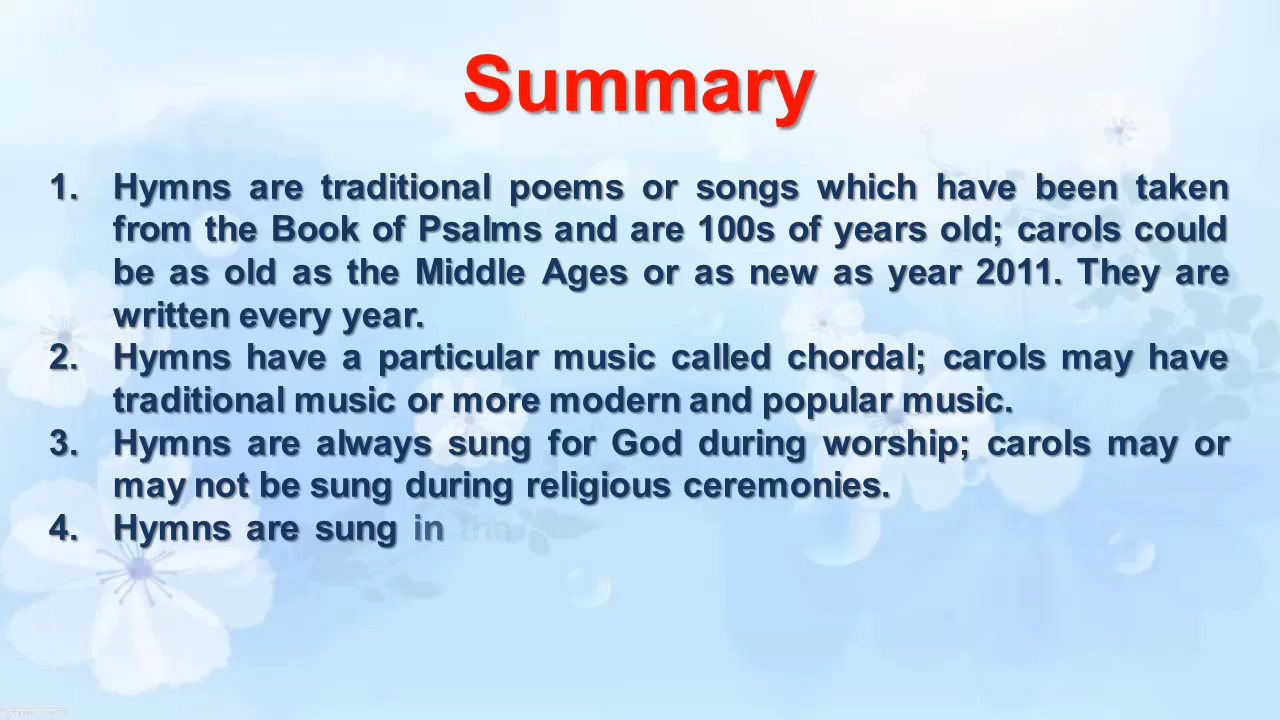 Summary
1. Hymns are traditional poems or songs which have been taken
from the Book of Psalms and are 100s of years old; carols could
be as old as the Middle Ages or as new as year 2011. They are
written every year.
2. Hymns have a particular music called chordal; carols may have
traditional music or more modern and popular music.
3. Hymns are always sung for God during worship; carols may or
may not be sung during religious ceremonies.
4. Hymns are sung in the